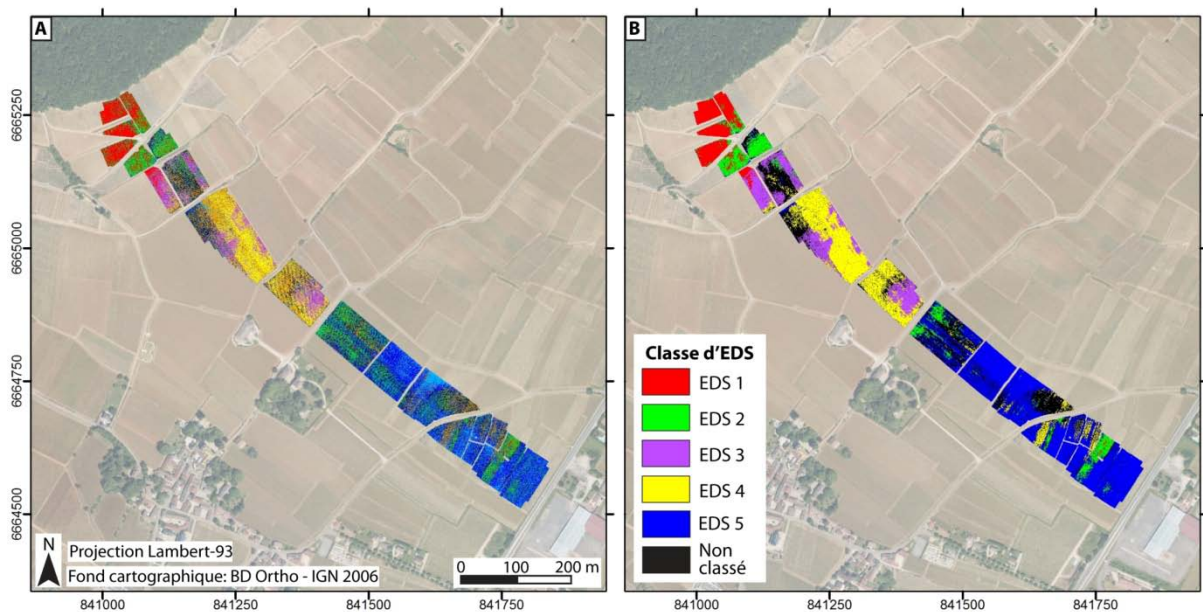 A
B
6665250
6665000
6664750
6664500
N
Projection Lambert-93
Fond cartographique: BD Ortho - IGN 2006
0 100 200 m
Classe d'EDS
EDS 1
EDS 2
EDS 3
EDS 4
EDS 5
Non
classé
841000 841250 841500 841750
841000 841250 841500 841750